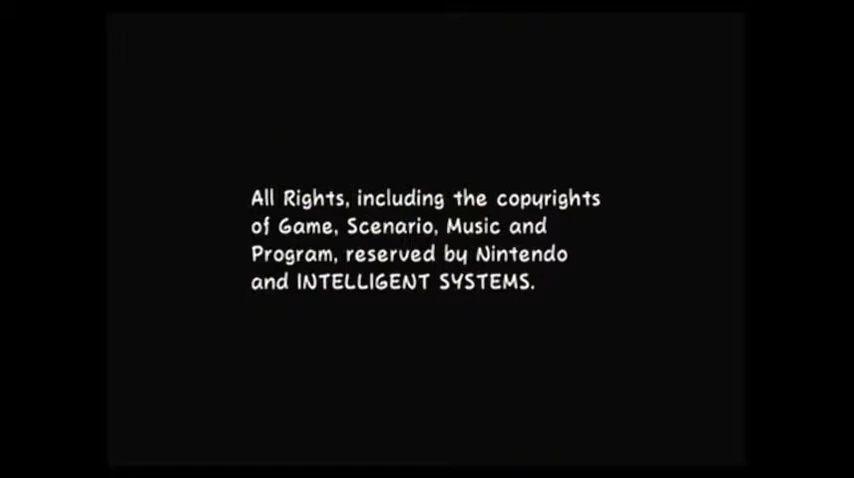 All Rights, including the copyrights
of Game, Scenario, Music and
Program, reserved by Nintendo
and INTELLIGENT SYSTEMS.